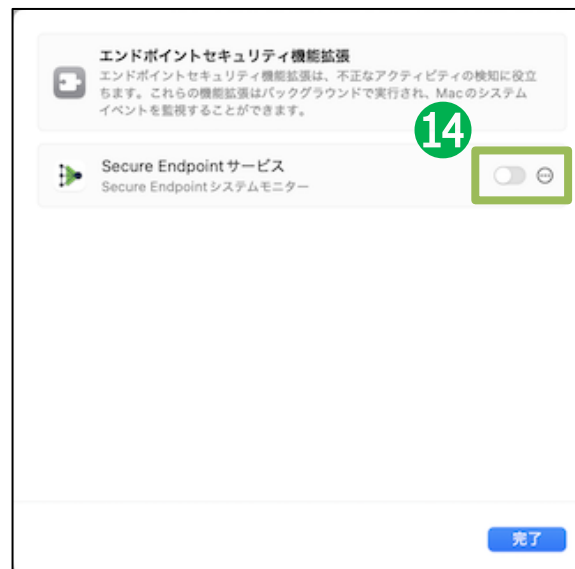 エンドポイントセキュリティ機能拡張
エンドポイントセキュリティ機能拡張は、不正なアクティビティの検知に役立
ちます。これらの機能拡張はバックグラウンドで実行され、Macのシステム
イベントを監視することができます。
14
Secure Endpointサービス
Secure Endpointシステムモニター
完了